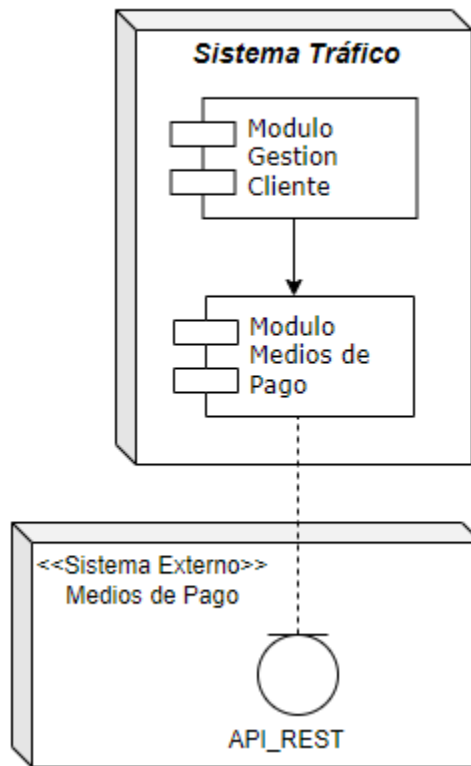 Sistema Tráfico
Modulo
Gestion
Cliente
Modulo
Medios de
Pago
<<Sistema Externo>>
Medios de Pago
API_REST